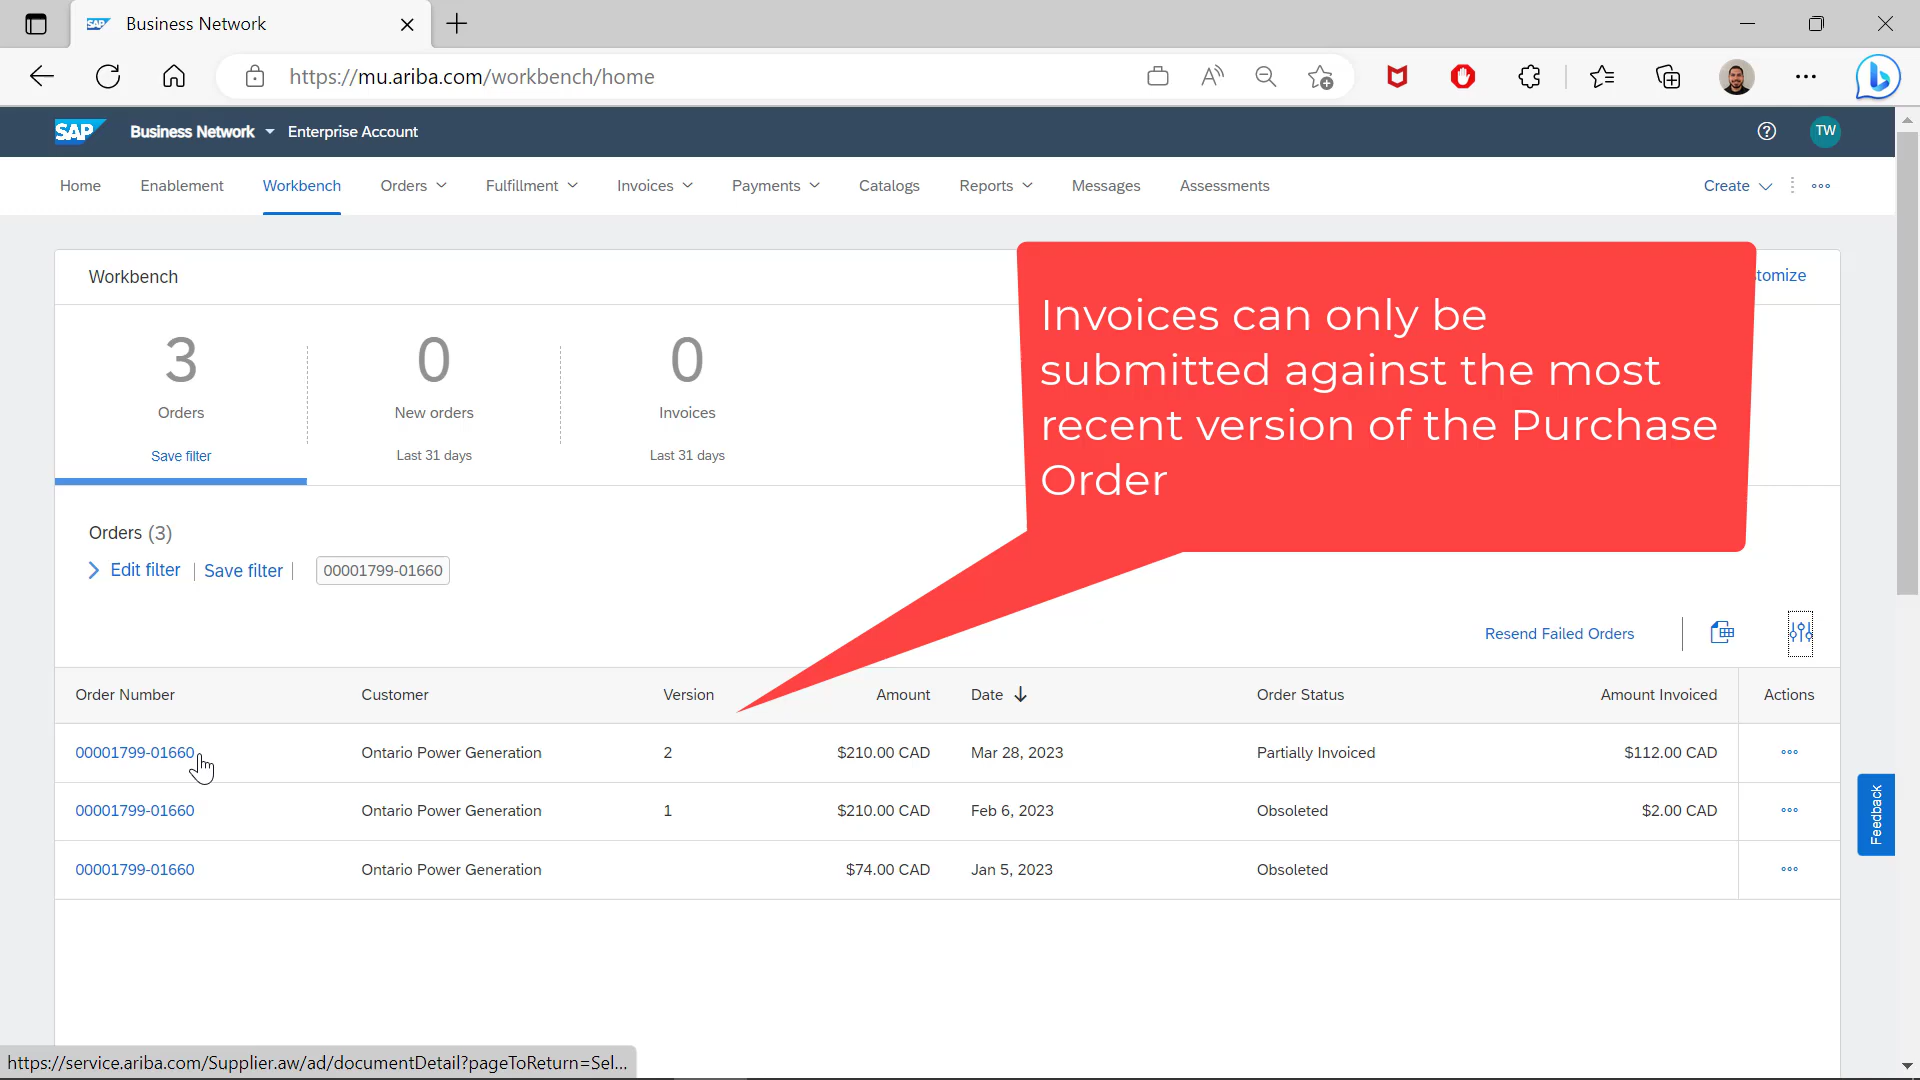 SAP Business Network
https://mu.ariba.com/workbench/home
SAP Business Network Enterprise Account
TW
Home Enablement Workbench Orders Fulfillment Invoices Payments Catalogs Reports Messages Assessments Create
Workbench
tomize
Invoices can only be
submitted against the most
recent version of the Purchase
Order
3 0 0
Orders New orders Invoices
Save filter Last 31 days Last 31 days
Orders (3)
Edit filter | Save filter | 00001799-01660
Resend Failed Orders
Order Number Customer Version Amount Date Order Status Amount Invoiced Actions
00001799-01660 Ontario Power Generation 2 $210.00 CAD Mar 28, 2023 Partially Invoiced $112.00 CAD
00001799-01660 Ontario Power Generation 1 $210.00 CAD Feb 6, 2023 Obsoleted $2.00 CAD
00001799-01660 Ontario Power Generation $74.00 CAD Jan 5, 2023 Obsoleted
Feedback
https://service.ariba.com/Supplier.aw/ad/documentDetail?pageToReturn=Sel...